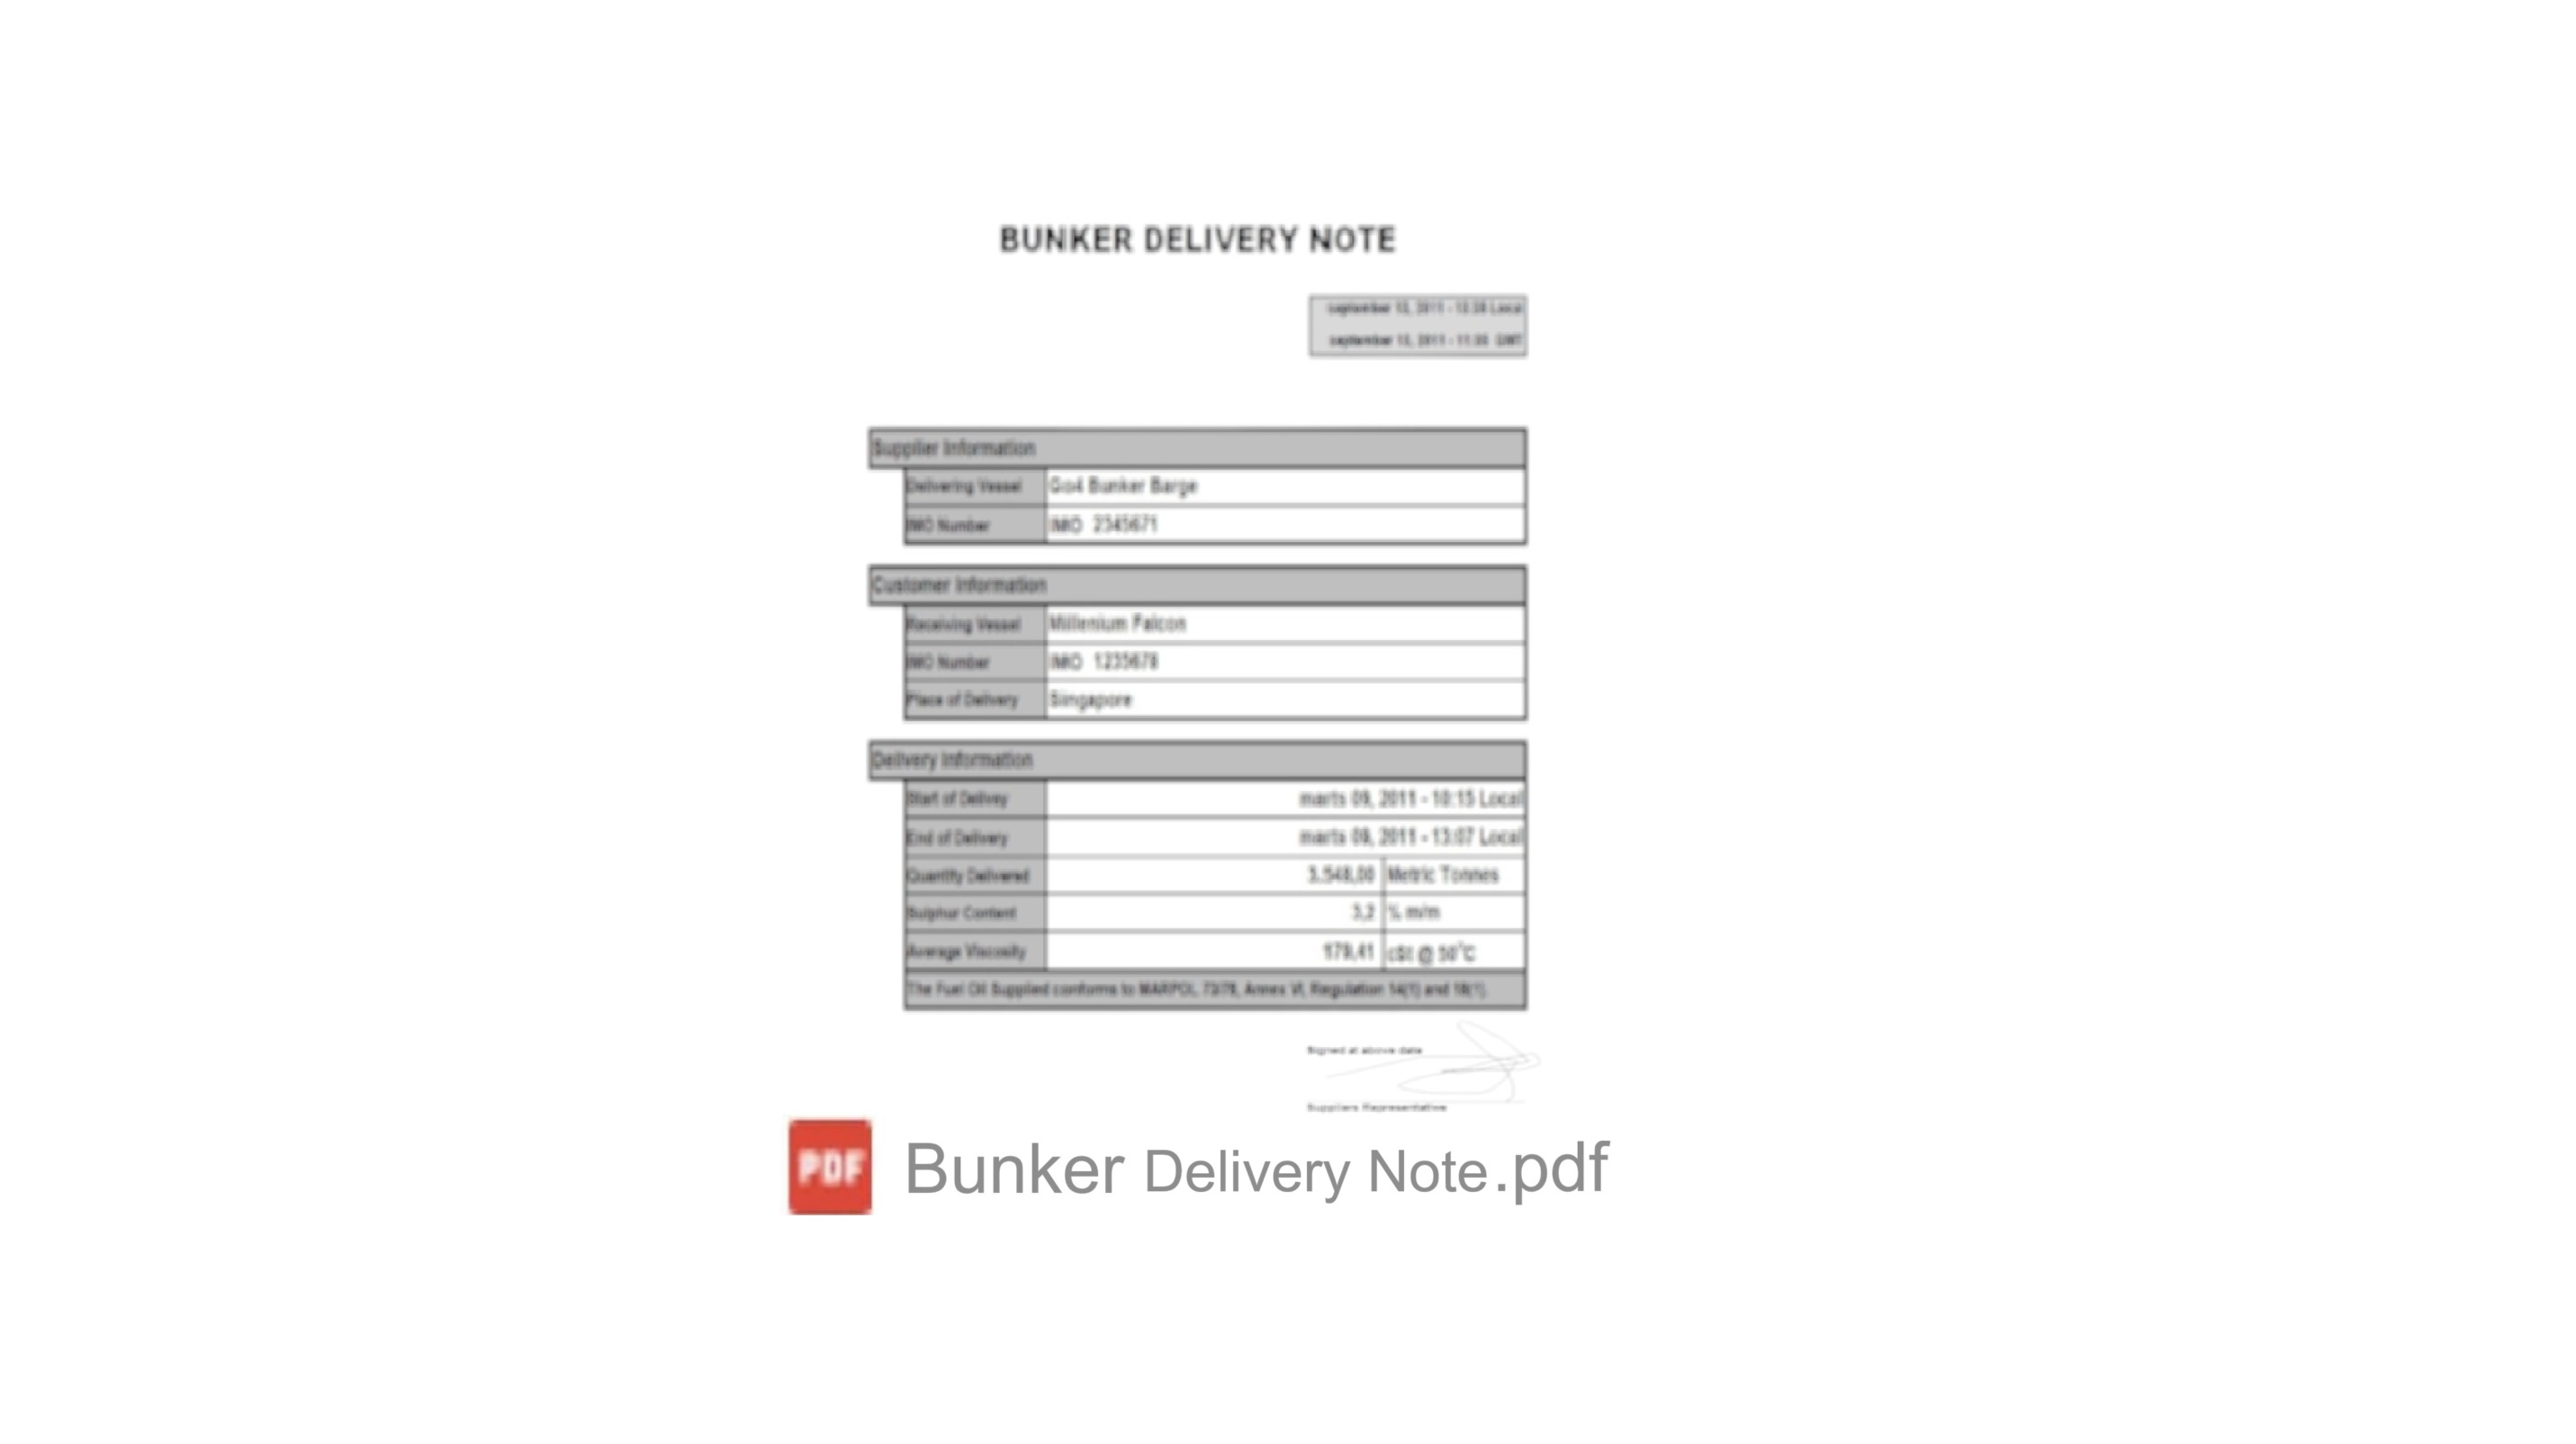 BUNKER DELIVERY NOTE
september 13, 2011 - Local
september 13, 2011 - GMT
Supplier Information
Delivering Vessel Go4 Bunker Barge
IMO Number IMO 2345671
Customer Information
Receiving Vessel Millenium Falcon
IMO Number IMO 1235678
Place of Delivery Singapore
Delivery Information
Start of Delivey marts 09, 2011 - 10:15 Local
End of Delivery marts 09, 2011 - 13:07 Local
Quantity Delivered 3.548,00 Metric Tonnes
Sulphur Content 3,2 % m/m
Average Viscosity 179,41 cSt @ 50°C
The Fuel Oil Supplied conforms to MARPOL 73/78, Annex VI, Regulation 14(1) and 18(1).
Signed at above date
Suppliers Representative
PDF Bunker Delivery Note.pdf